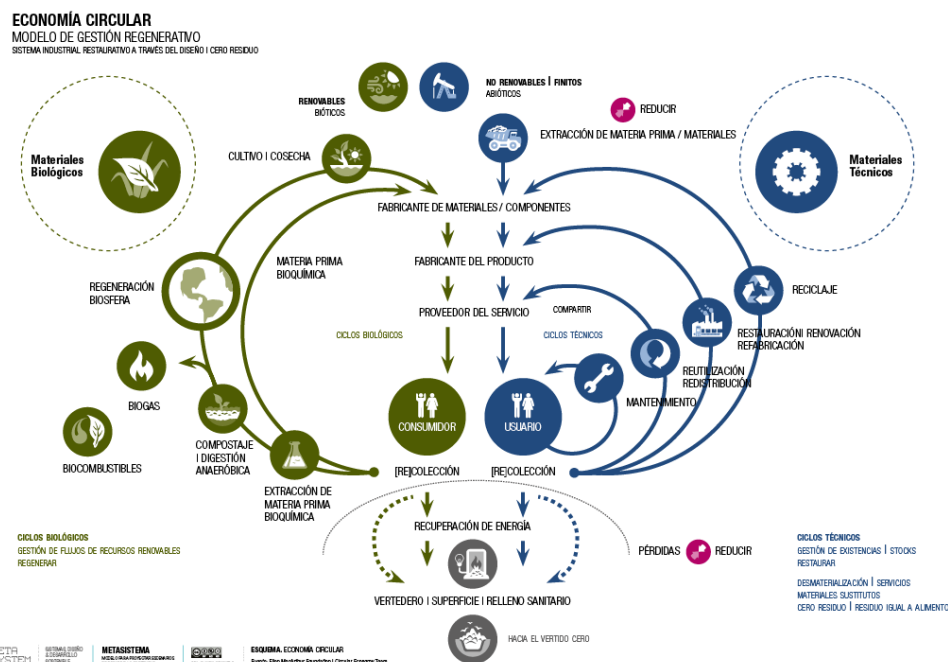 ECONOMÍA CIRCULAR
MODELO DE GESTIÓN REGENERATIVO
SISTEMA INDUSTRIAL RESTAURATIVO A TRAVÉS DEL DISEÑO | CERO RESIDUO
RENOVABLES
BIÓTICOS
NO RENOVABLES | FINITOS
ABIÓTICOS
REDUCIR
EXTRACCIÓN DE MATERIA PRIMA / MATERIALES
Materiales
Biológicos
Materiales
Técnicos
CULTIVO | COSECHA
FABRICANTE DE MATERIALES / COMPONENTES
MATERIA PRIMA
BIOQUÍMICA
FABRICANTE DEL PRODUCTO
REGENERACIÓN
BIOSFERA
RECICLAJE
PROVEEDOR DEL SERVICIO
COMPARTIR
CICLOS BIOLÓGICOS
CICLOS TÉCNICOS
RESTAURACIÓN| RENOVACIÓN
REFABRICACIÓN
REUTILIZACIÓN
REDISTRIBUCIÓN
MANTENIMIENTO
BIOGAS
CONSUMIDOR
USUARIO
BIOCOMBUSTIBLES
COMPOSTAJE
| DIGESTIÓN
ANAERÓBICA
[RE]COLECCIÓN
[RE]COLECCIÓN
EXTRACCIÓN DE
MATERIA PRIMA
BIOQUÍMICA
RECUPERACIÓN DE ENERGÍA
PÉRDIDAS
REDUCIR
CICLOS BIOLÓGICOS
GESTIÓN DE FLUJOS DE RECURSOS RENOVABLES
REGENERAR
CICLOS TÉCNICOS
GESTIÒN DE EXISTENCIAS | STOCKS
RESTAURAR
DESMATERIALIZACIÓN | SERVICIOS
MATERIALES SUSTITUTOS
CERO RESIDUO | RESIDUO IGUAL A ALIMENTO
VERTEDERO | SUPERFICIE | RELLENO SANITARIO
HACIA EL VERTIDO CERO
METASISTEMA
ESQUEMA. ECONOMÍA CIRCULAR